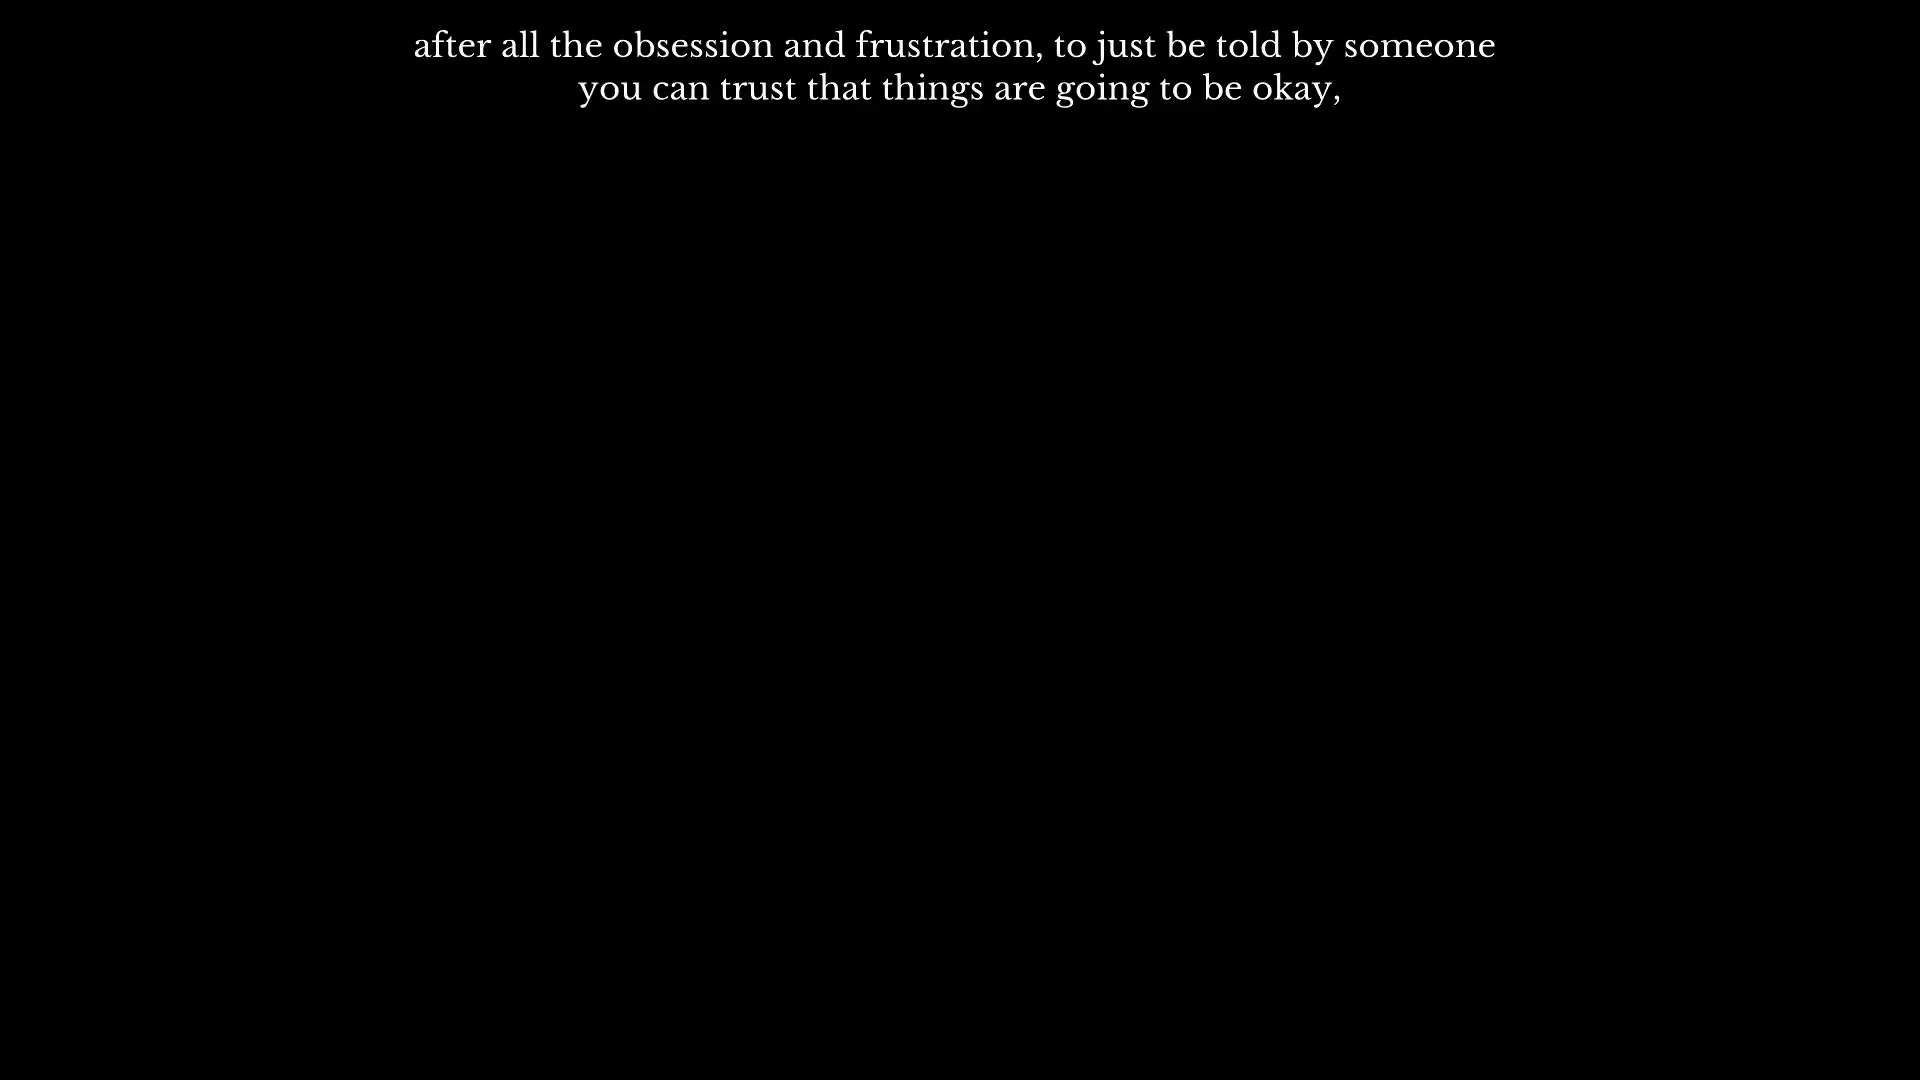 after all the obsession and frustration, to just be told by someone
you can trust that things are going to be okay,